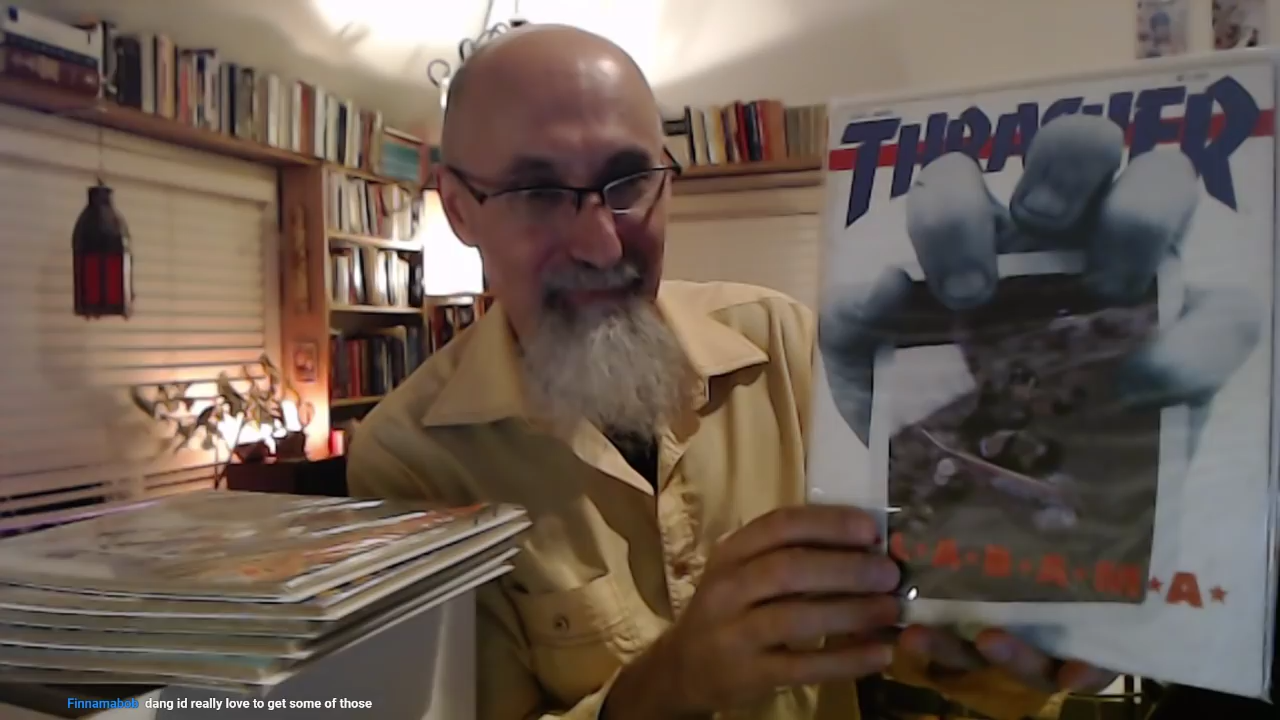 THRASHER
A·B·A·M·A
Finnamabob dang id really love to get some of those